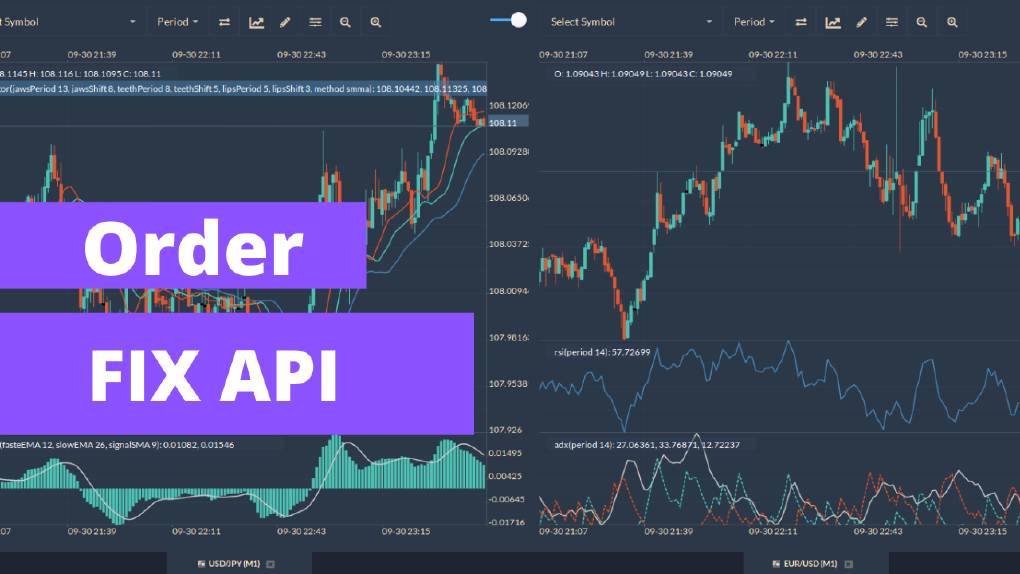 t Symbol
Period
07 09-30 21:39 09-30 22:11 09-30 22:43 09-30 23:15
8.1145 H: 108.116 L: 108.1095 C: 108.11
tor(jawsPeriod 13, jawsShift 8, teethPeriod 8, teethShift 5, lipsPeriod 5, lipsShift 3, method smma): 108.10442, 108.11325, 108
108.1206
108.11
108.0928
108.0650
108.0372
108.0094
107.9816
107.9538
107.926
Order
FIX API
(fasteEMA 12, slowEMA 26, signalSMA 9): 0.01082, 0.01546
0.01495
0.00425
-0.00645
-0.01716
07 09-30 21:39 09-30 22:11 09-30 22:43 09-30 23:15
USD/JPY (M1)
Select Symbol
Period
09-30 21:07 09-30 21:39 09-30 22:11 09-30 22:43 09-30 23:15
O: 1.09043 H: 1.09049 L: 1.09043 C: 1.09049
rsi(period 14): 57.72699
adx(period 14): 27.06361, 33.76871, 12.72237
09-30 21:07 09-30 21:39 09-30 22:11 09-30 22:43 09-30 23:15
EUR/USD (M1)